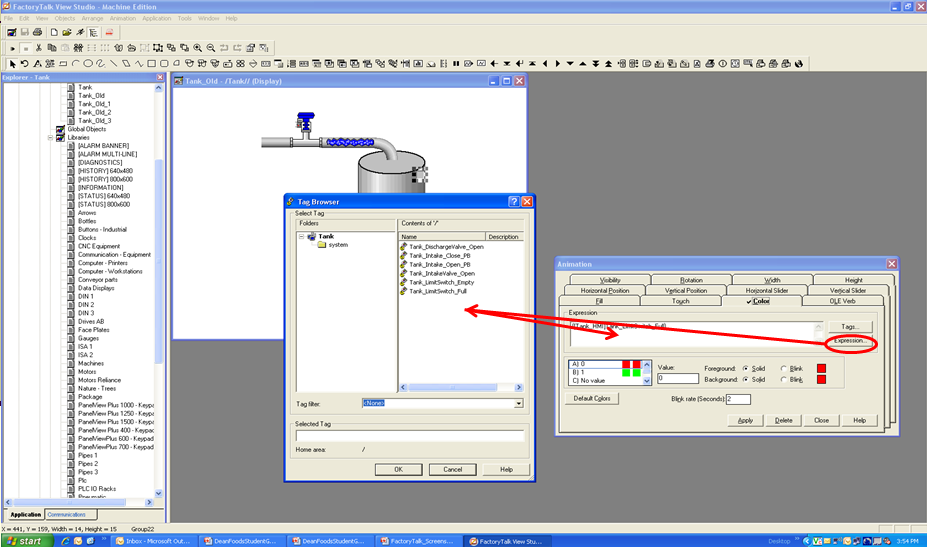 FactoryTalk View Studio - Machine Edition
File Edit View Objects Arrange Animation Application Tools Window Help
Explorer - Tank
Tank
Tank_Old
Tank_Old_1
Tank_Old_2
Tank_Old_3
Global Objects
Libraries
[ALARM BANNER]
[ALARM MULTI-LINE]
[DIAGNOSTICS]
[HISTORY] 640x480
[HISTORY] 800x600
[INFORMATION]
[STATUS] 640x480
[STATUS] 800x600
Arrows
Bottles
Buttons - Industrial
Clocks
CNC Equipment
Communication - Equipment
Computer - Printers
Computer - Workstations
Conveyor parts
Data Displays
DIN 1
DIN 2
DIN 3
Drives AB
Face Plates
Gauges
ISA 1
ISA 2
Machines
Motors
Motors Reliance
Nature - Trees
Package
PanelView Plus 1000 - Keypa
PanelView Plus 1250 - Keypa
PanelView Plus 1500 - Keypa
PanelView Plus 400 - Keypad
PanelView Plus 600 - Keypad
PanelView Plus 700 - Keypad
Pipes 1
Pipes 2
Pipes 3
Plc
PLC IO Racks
Pneumatic
Application Communications
Tank_Old - /Tank// (Display)
Tag Browser
Select Tag
Folders
Tank
system
Contents of '/'
Name Description
Tank_DischargeValve_Open
Tank_Intake_Close_PB
Tank_Intake_Open_PB
Tank_IntakeValve_Open
Tank_LimitSwitch_Empty
Tank_LimitSwitch_Full
Tag filter: <None>
Selected Tag
Home area: /
OK Cancel Help
Animation
Visibility Rotation Width Height
Horizontal Position Vertical Position Horizontal Slider Vertical Slider
Fill Touch Color OLE Verb
Expression
Tags...
Expression...
A) 0
B) 1
C) No value
Value:
0
Foreground: Solid Blink
Background: Solid Blink
Default Colors
Blink rate (Seconds): 2
Apply Delete Close Help
X = 441, Y = 159, Width = 14, Height = 15 Group22
start
Inbox - Microsoft Out...
DeanFoodsStudentG...
DeanFoodsStudentG...
FactoryTalk_Screens...
FactoryTalk View Stu...
Desktop
3:54 PM